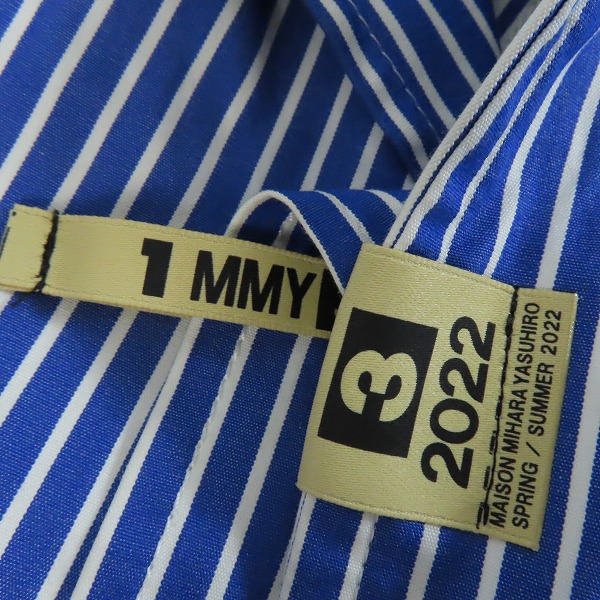 1 MMY
3
2022
MAISON MIHARA YASUHIRO
SPRING / SUMMER 2022